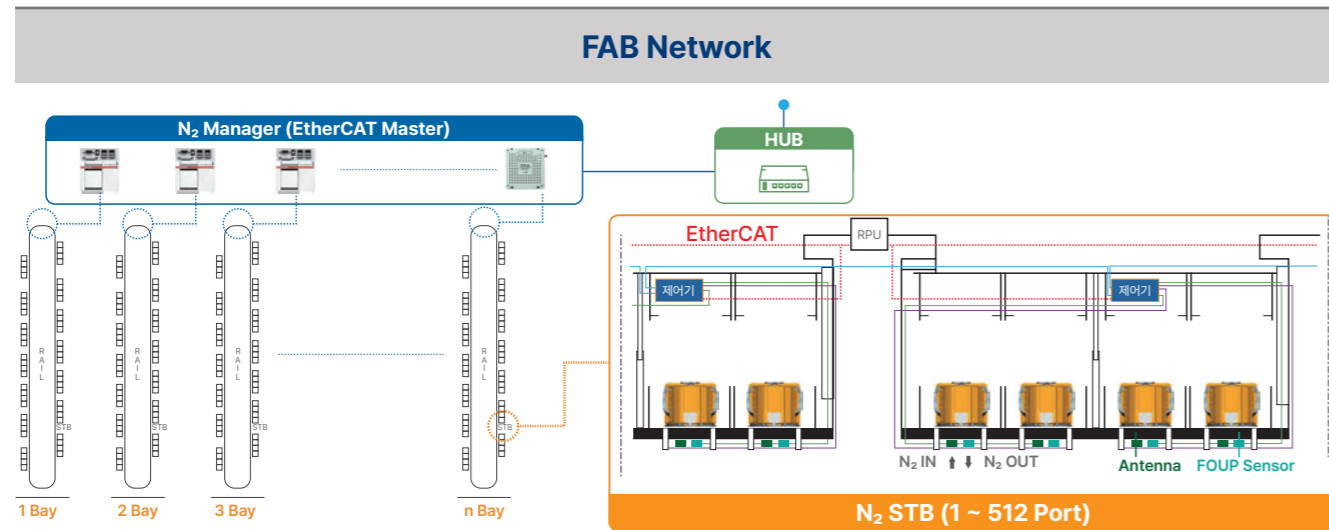 FAB Network
N₂ Manager (EtherCAT Master)
HUB
EtherCAT
RPU
제어기
제어기
RAIL
RAIL
RAIL
RAIL
STB
STB
STB
STB
N₂ IN
N₂ OUT
Antenna
FOUP Sensor
1 Bay
2 Bay
3 Bay
n Bay
N₂ STB (1 ~ 512 Port)